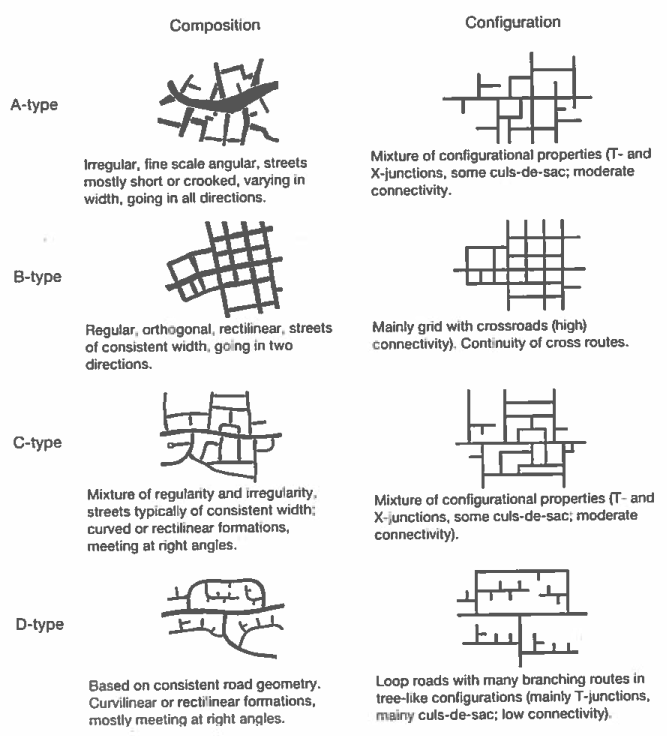 Composition
Configuration
A-type
Irregular, fine scale angular, streets
mostly short or crooked, varying in
width, going in all directions.
Mixture of configurational properties (T- and
X-junctions, some culs-de-sac; moderate
connectivity.
B-type
Regular, orthogonal, rectilinear, streets
of consistent width, going in two
directions.
Mainly grid with crossroads (high)
connectivity). Continuity of cross routes.
C-type
Mixture of regularity and irregularity,
streets typically of consistent width;
curved or rectilinear formations,
meeting at right angles.
Mixture of configurational properties (T- and
X-junctions, some culs-de-sac; moderate
connectivity).
D-type
Based on consistent road geometry.
Curvilinear or rectilinear formations,
mostly meeting at right angles.
Loop roads with many branching routes in
tree-like configurations (mainly T-junctions,
mainy culs-de-sac; low connectivity).